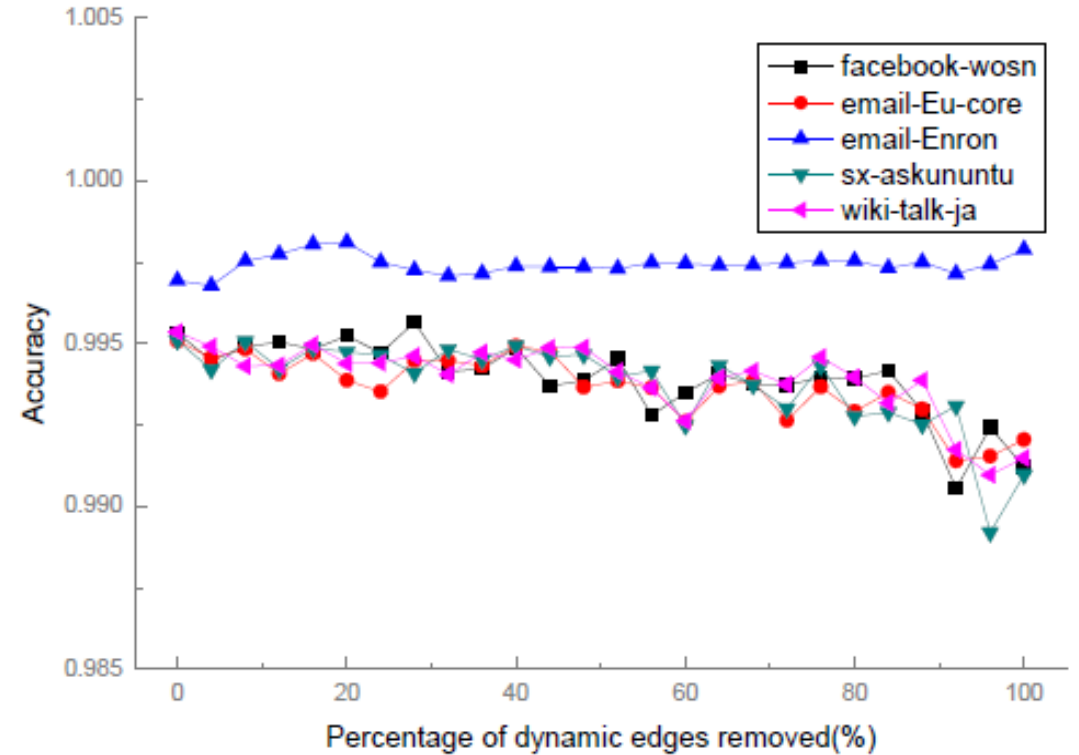 1.005
1.000
0.995
0.990
0.985
Accuracy
facebook-wosn
email-Eu-core
email-Enron
sx-askununtu
wiki-talk-ja
0 20 40 60 80 100
Percentage of dynamic edges removed(%)